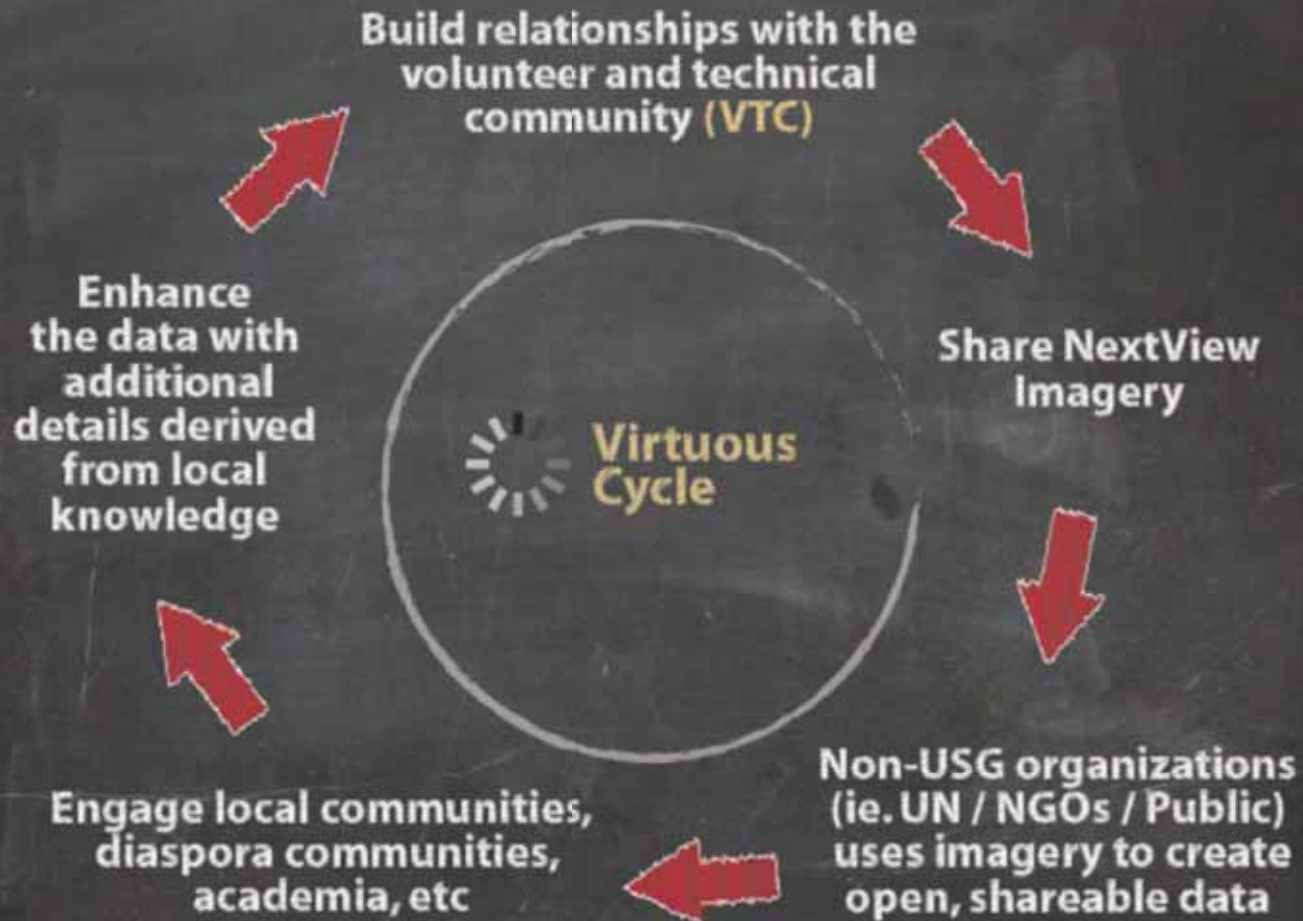 Build relationships with the
volunteer and technical
community (VTC)
Share NextView
Imagery
Non-USG organizations
(ie. UN / NGOs / Public)
uses imagery to create
open, shareable data
Engage local communities,
diaspora communities,
academia, etc
Enhance
the data with
additional
details derived
from local
knowledge
Virtuous
Cycle